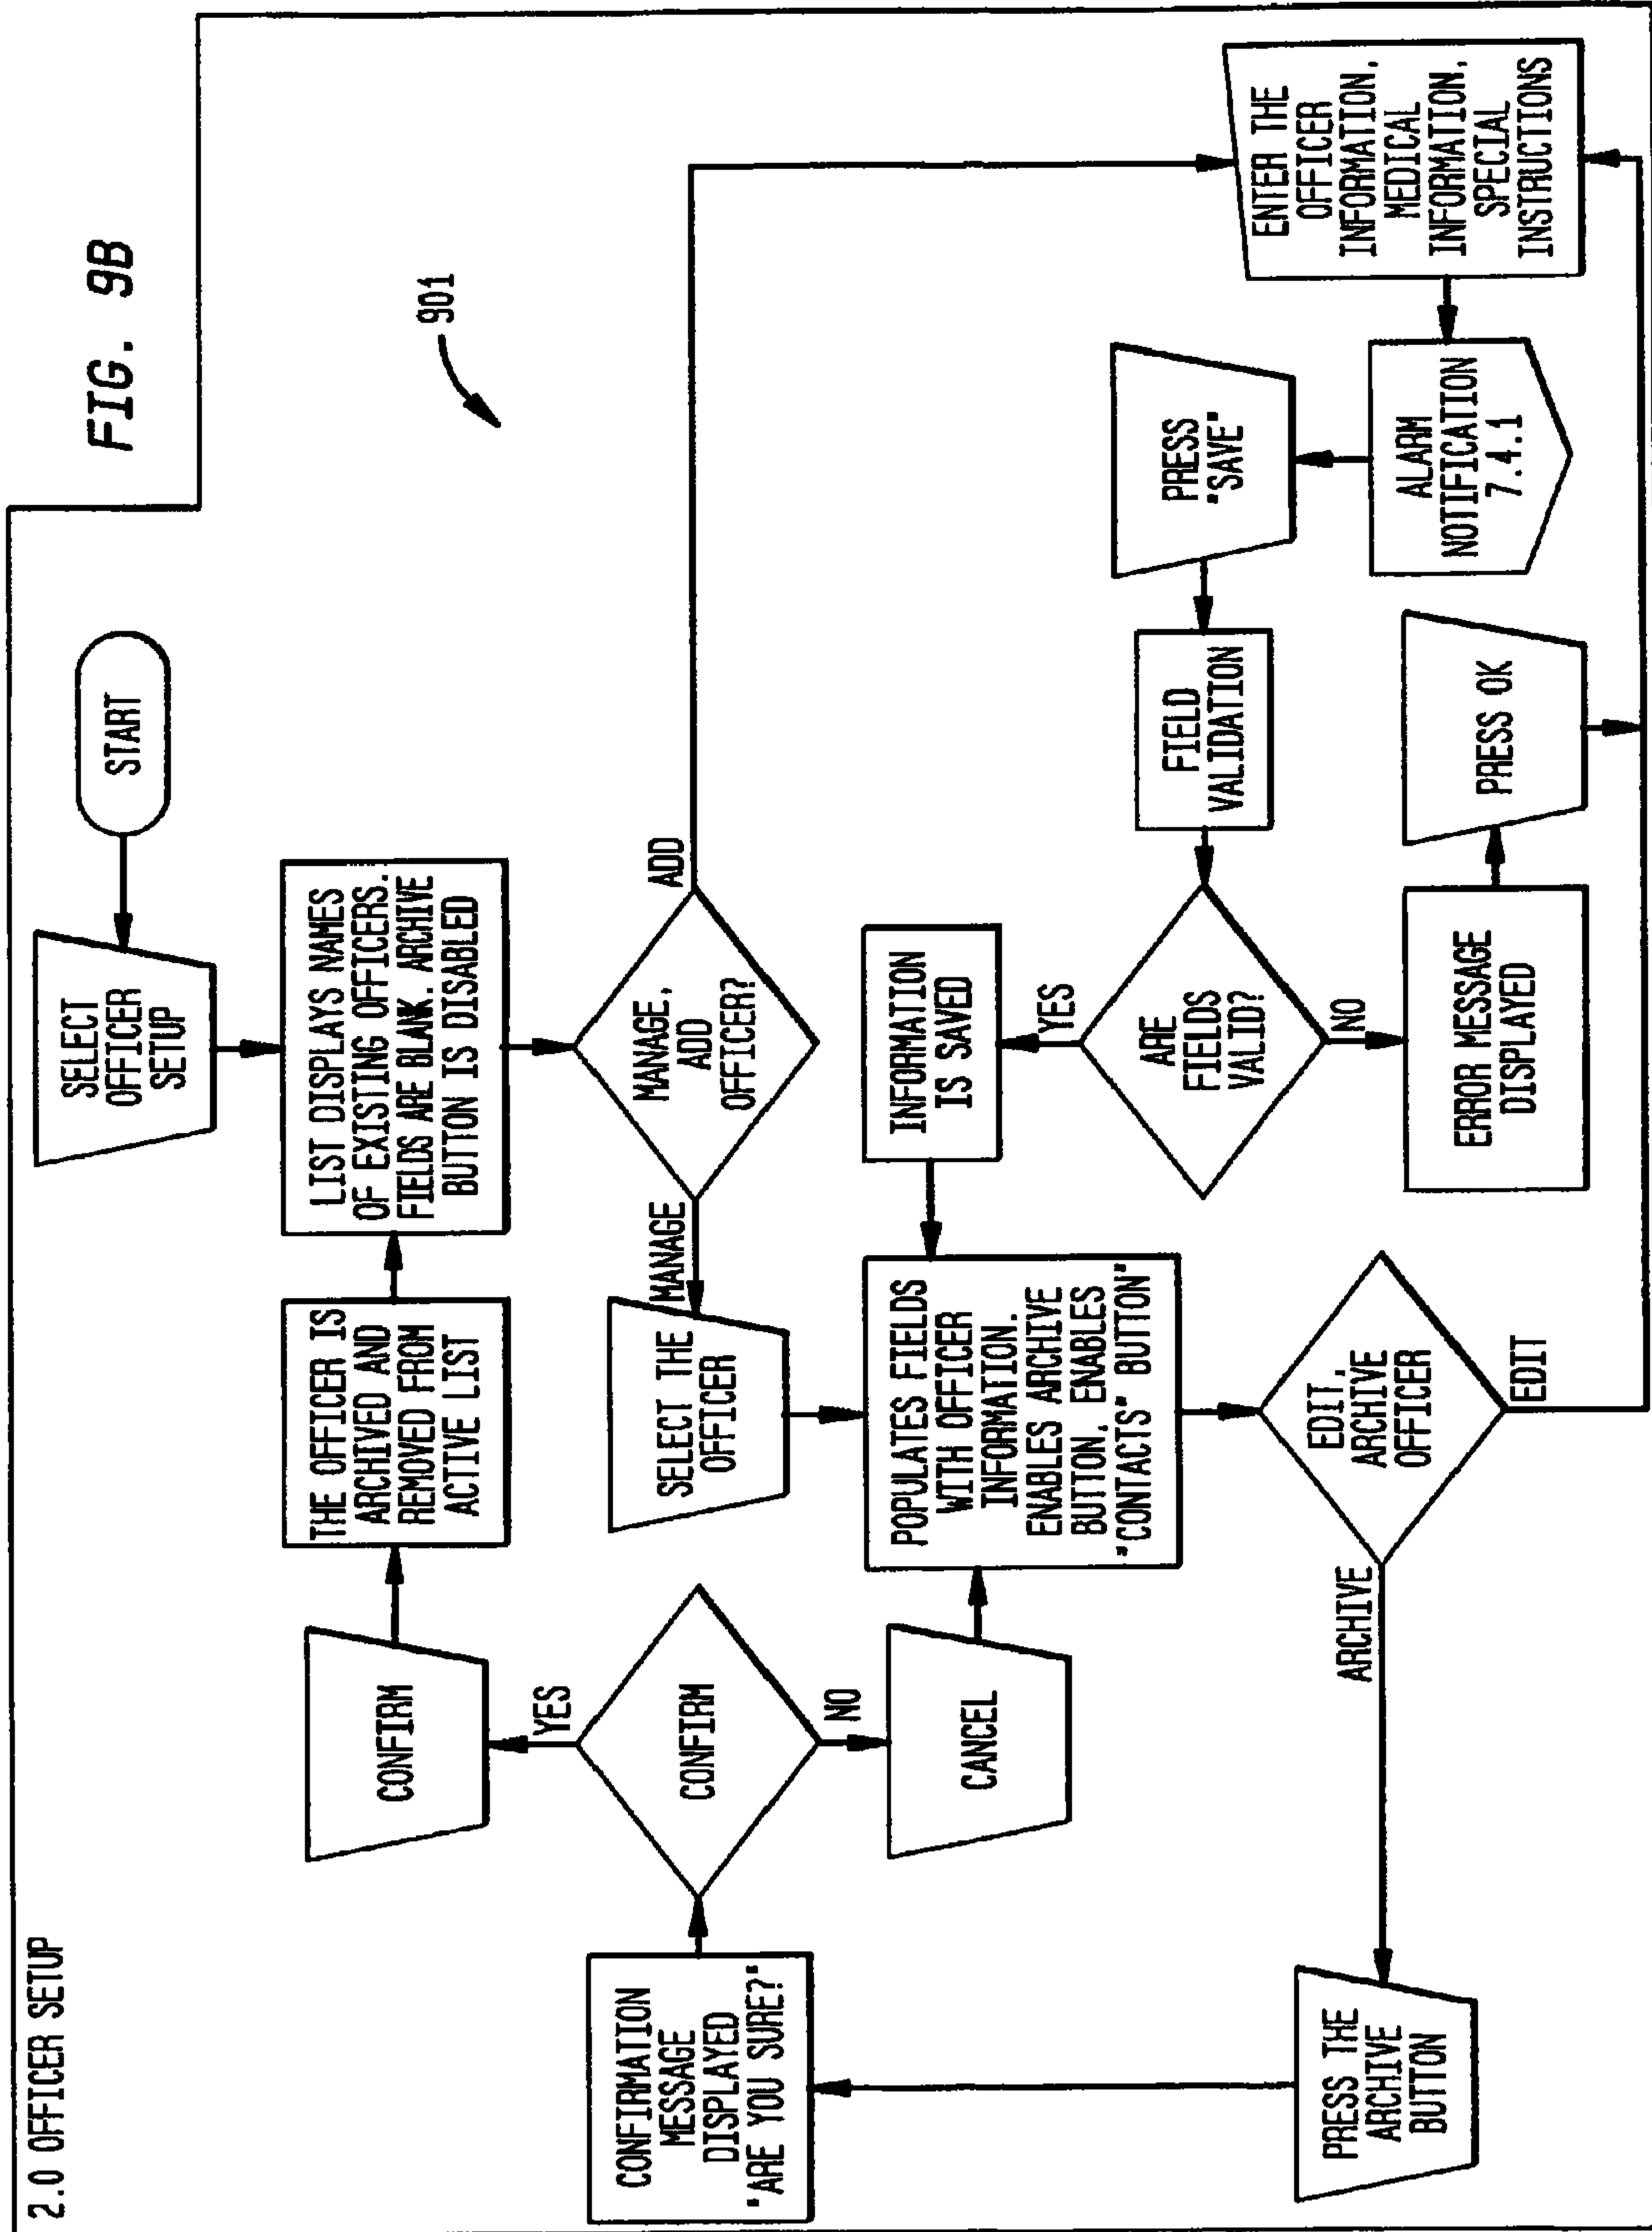 2.0 OFFICER SETUP
FIG. 9B
901
START
SELECT
OFFICER
SETUP
LIST DISPLAYS NAMES
OF EXISTING OFFICERS.
FIELDS ARE BLANK. ARCHIVE
BUTTON IS DISABLED
THE OFFICER IS
ARCHIVED AND
REMOVED FROM
ACTIVE LIST
CONFIRM
YES
CONFIRM
NO
CANCEL
CONFIRMATION
MESSAGE
DISPLAYED
"ARE YOU SURE?"
MANAGE,
ADD
OFFICER?
ADD
MANAGE
SELECT THE
OFFICER
POPULATES FIELDS
WITH OFFICER
INFORMATION.
ENABLES ARCHIVE
BUTTON. ENABLES
"CONTACTS" BUTTON"
INFORMATION
IS SAVED
YES
ARE
FIELDS
VALID?
NO
FIELD
VALIDATION
PRESS
"SAVE"
ALARM
NOTIFICATION
7.4.1
ENTER THE
OFFICER
INFORMATION,
MEDICAL
INFORMATION,
SPECIAL
INSTRUCTIONS
ERROR MESSAGE
DISPLAYED
PRESS OK
EDIT,
ARCHIVE
OFFICER
EDIT
ARCHIVE
PRESS THE
ARCHIVE
BUTTON